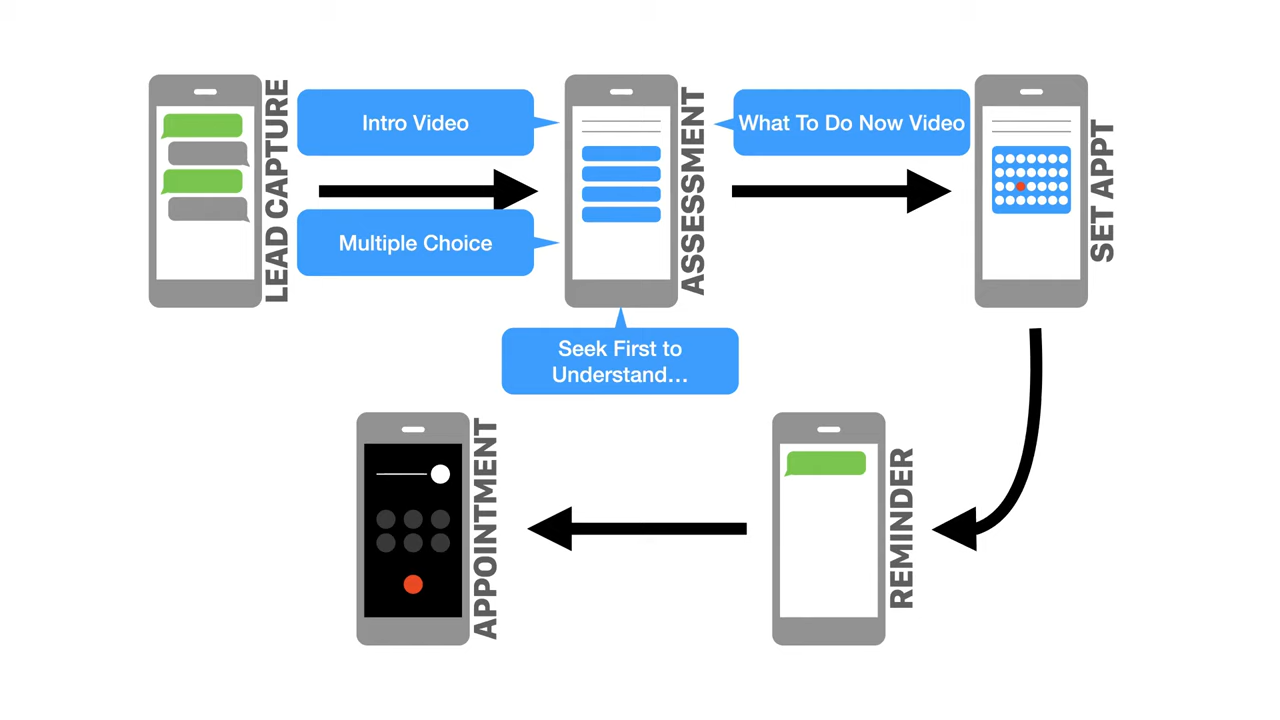 LEAD CAPTURE
Intro Video
Multiple Choice
ASSESSMENT
Seek First to
Understand...
What To Do Now Video
SET APPT
REMINDER
APPOINTMENT